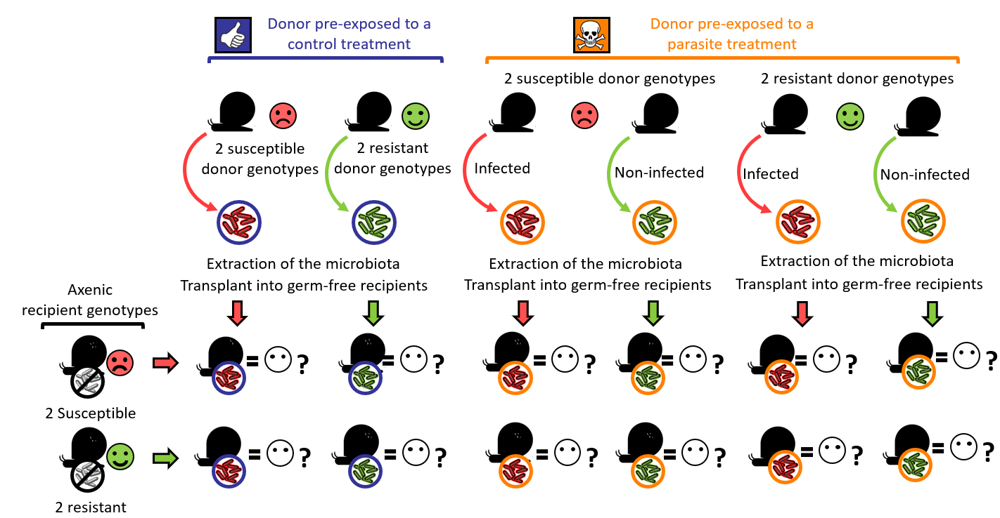 Donor pre-exposed to a
control treatment
Donor pre-exposed to a
parasite treatment
2 susceptible donor genotypes
2 resistant donor genotypes
2 susceptible
donor genotypes
2 resistant
donor genotypes
Infected
Non-infected
Infected
Non-infected
Extraction of the microbiota
Transplant into germ-free recipients
Extraction of the microbiota
Transplant into germ-free recipients
Extraction of the microbiota
Transplant into germ-free recipients
Axenic
recipient genotypes
= ? = ? = ? = ? = ? = ?
2 Susceptible
= ? = ? = ? = ? = ? = ?
2 resistant